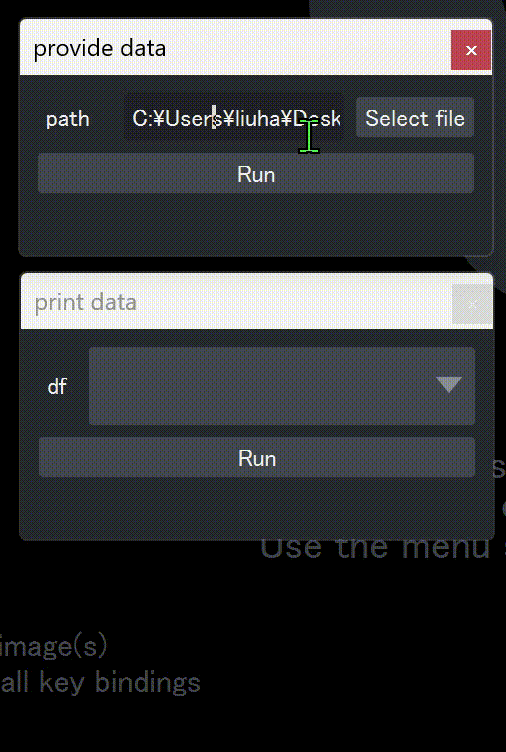 provide data
path C:¥Users¥liuha¥Desk Select file
Run
print data
df
Run
Use the menu
image(s)
all key bindings